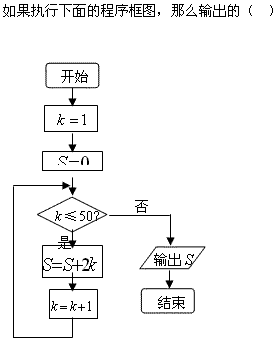 如果执行下面的程序框图，那么输出的（　）
开始
k=1
S=0
k≤50?
否
是
S=S+2k
输出S
k=k+1
结束